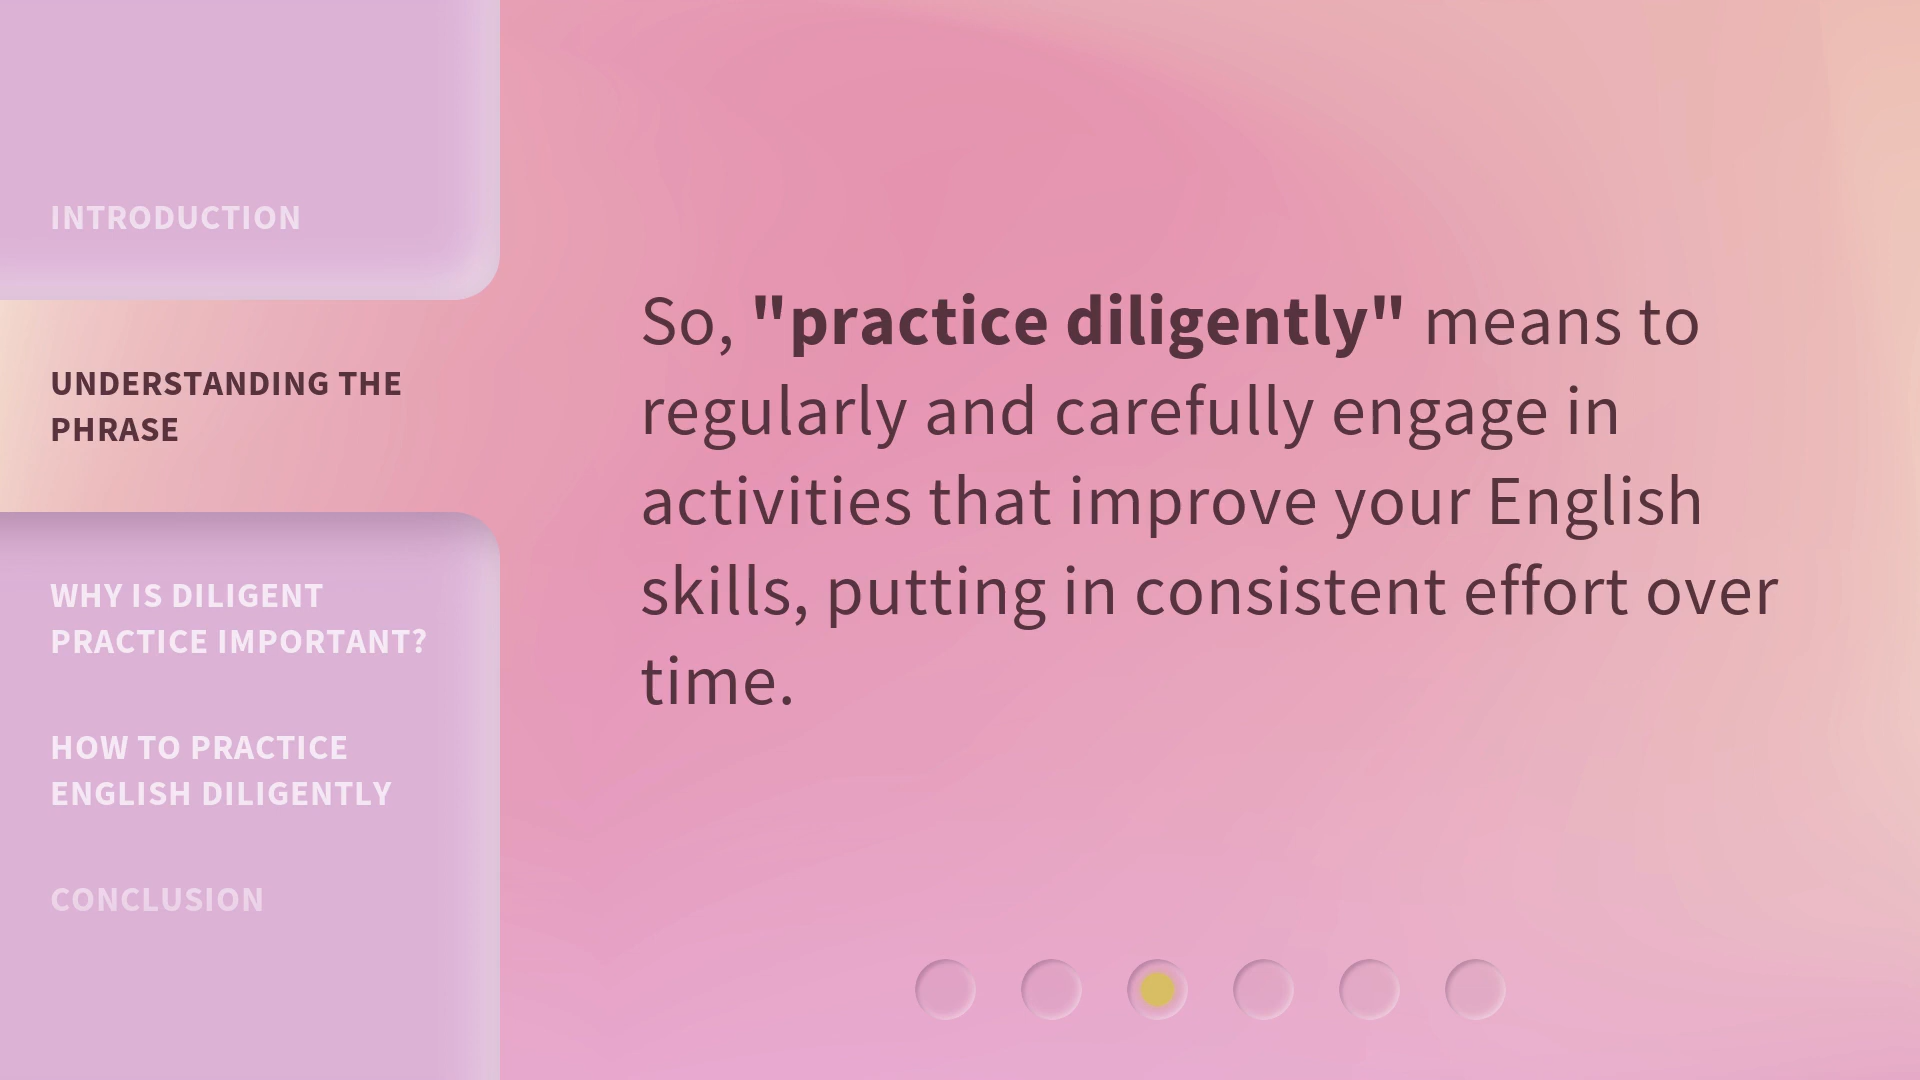 INTRODUCTION
UNDERSTANDING THE
PHRASE
WHY IS DILIGENT
PRACTICE IMPORTANT?
HOW TO PRACTICE
ENGLISH DILIGENTLY
CONCLUSION
So, "practice diligently" means to
regularly and carefully engage in
activities that improve your English
skills, putting in consistent effort over
time.